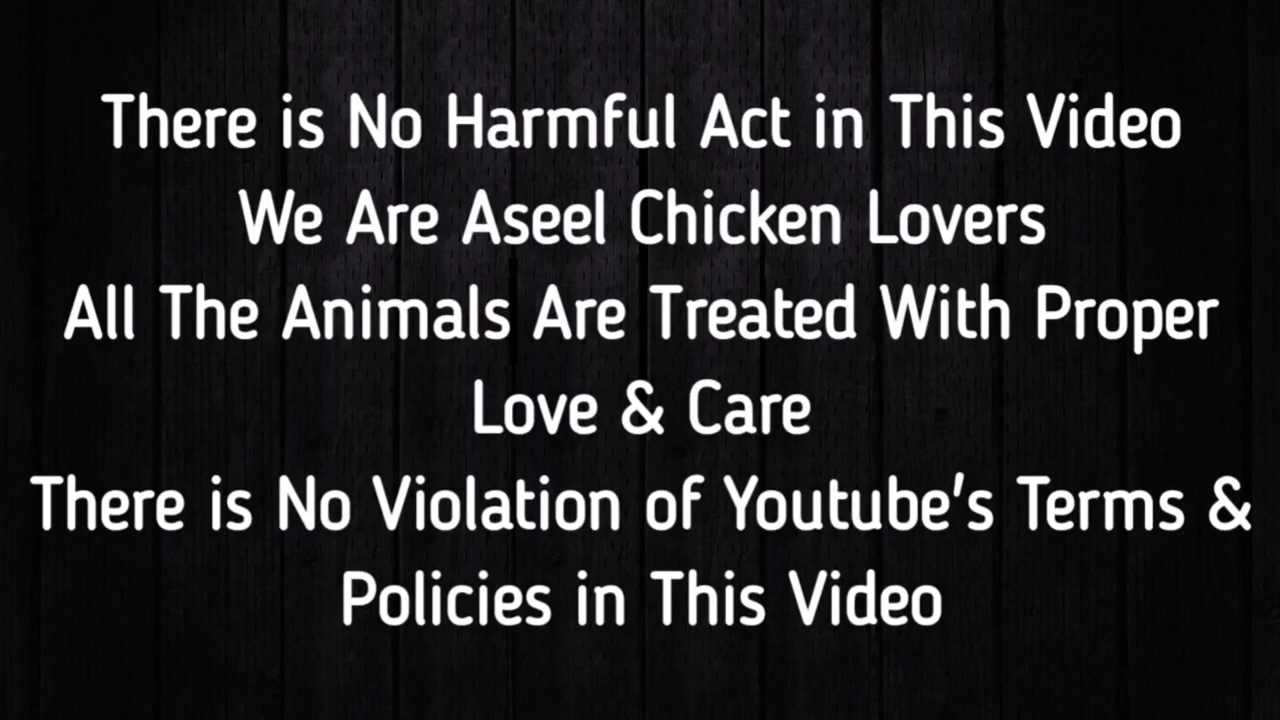 There is No Harmful Act in This Video
We Are Aseel Chicken Lovers
All The Animals Are Treated With Proper
Love & Care
There is No Violation of Youtube's Terms &
Policies in This Video